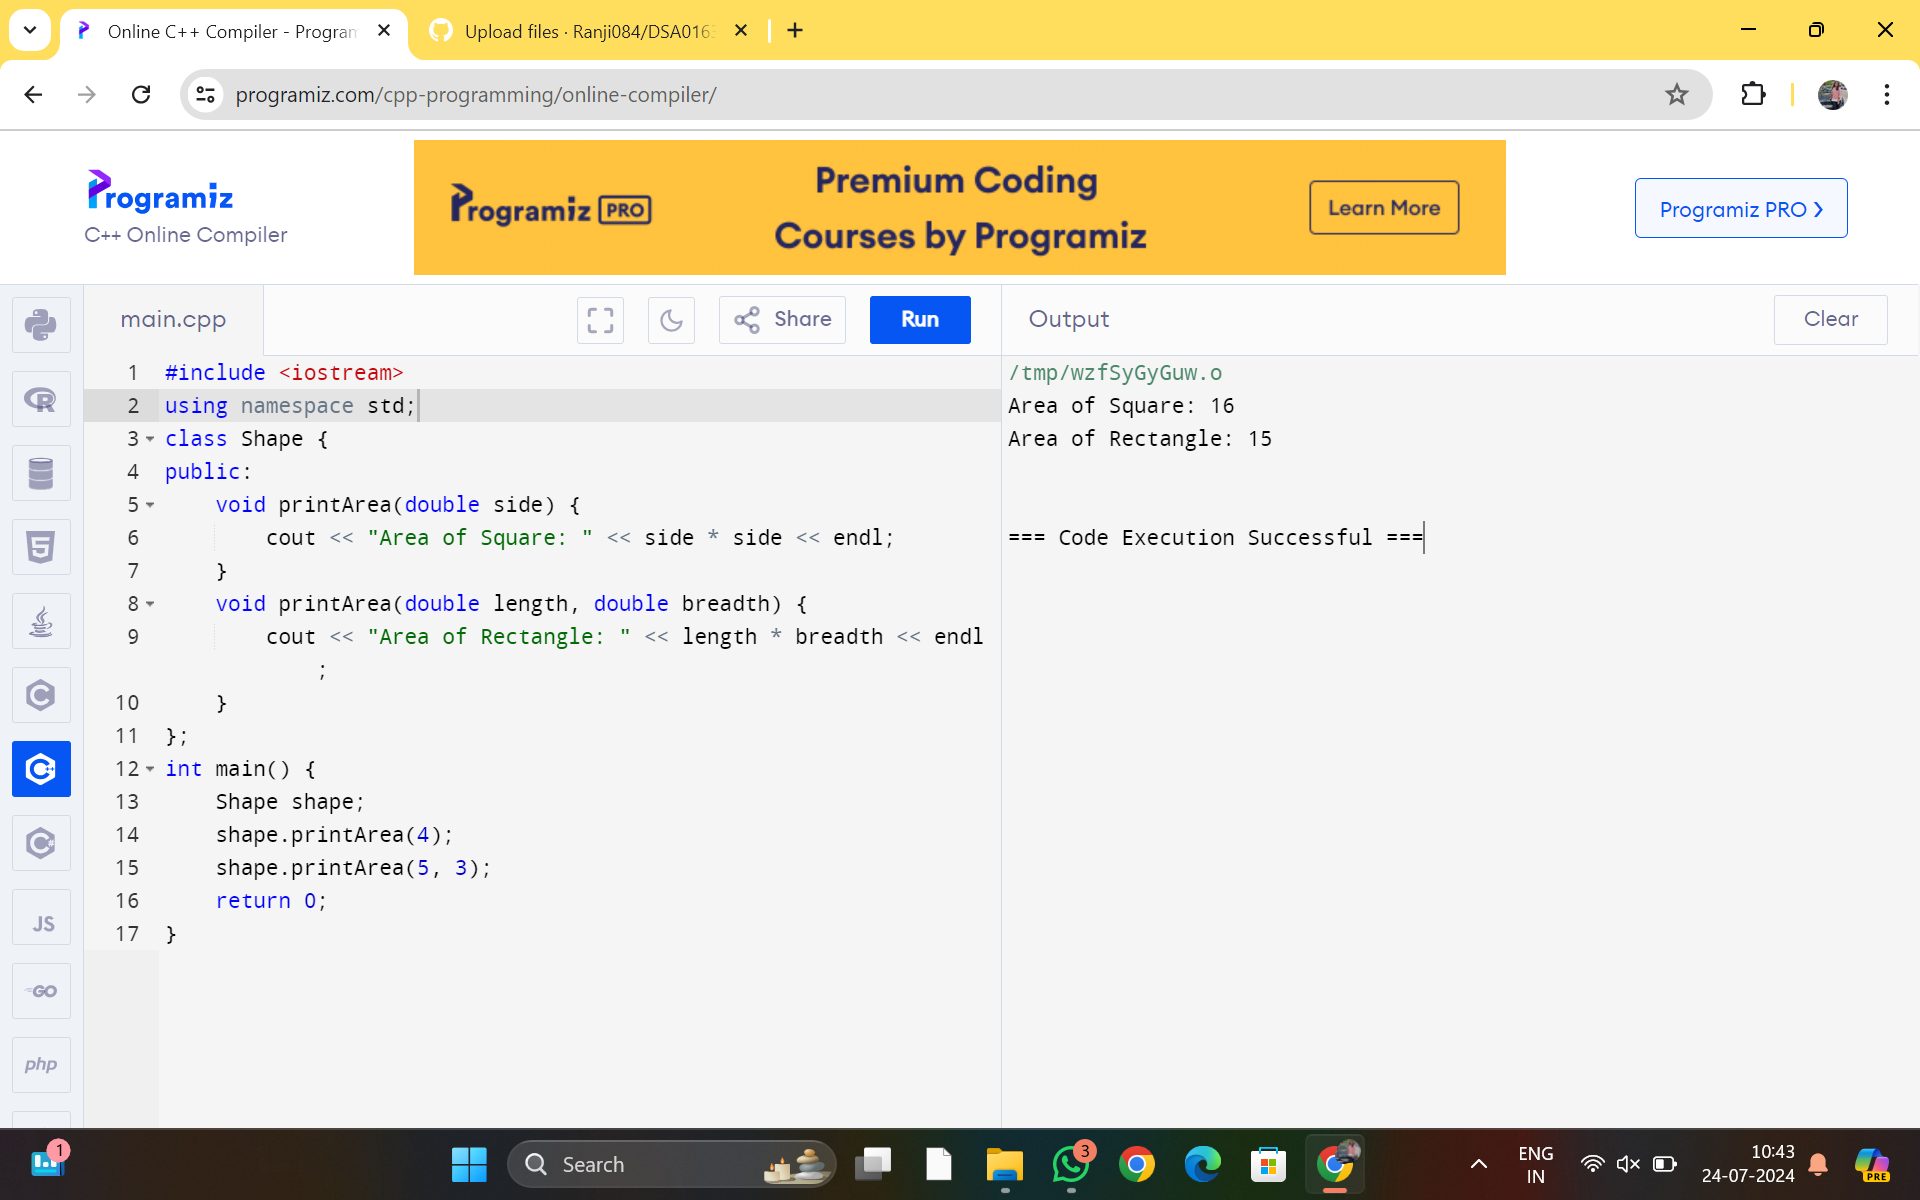 Online C++ Compiler - Program
Upload files · Ranji084/DSA016
programiz.com/cpp-programming/online-compiler/
Programiz
C++ Online Compiler
Programiz PRO
Premium Coding
Courses by Programiz
Learn More
Programiz PRO ❯
main.cpp
Share
Run
Output
Clear
1 #include <iostream>
2 using namespace std;
3 class Shape {
4 public:
5 void printArea(double side) {
6 cout << "Area of Square: " << side * side << endl;
7 }
8 void printArea(double length, double breadth) {
9 cout << "Area of Rectangle: " << length * breadth << endl
;
10 }
11 };
12 int main() {
13 Shape shape;
14 shape.printArea(4);
15 shape.printArea(5, 3);
16 return 0;
17 }
/tmp/wzfSyGyGuw.o
Area of Square: 16
Area of Rectangle: 15
=== Code Execution Successful ===
R
5
C
C
C#
JS
GO
php
1
Search
3
ENG
IN
10:43
24-07-2024
PRE